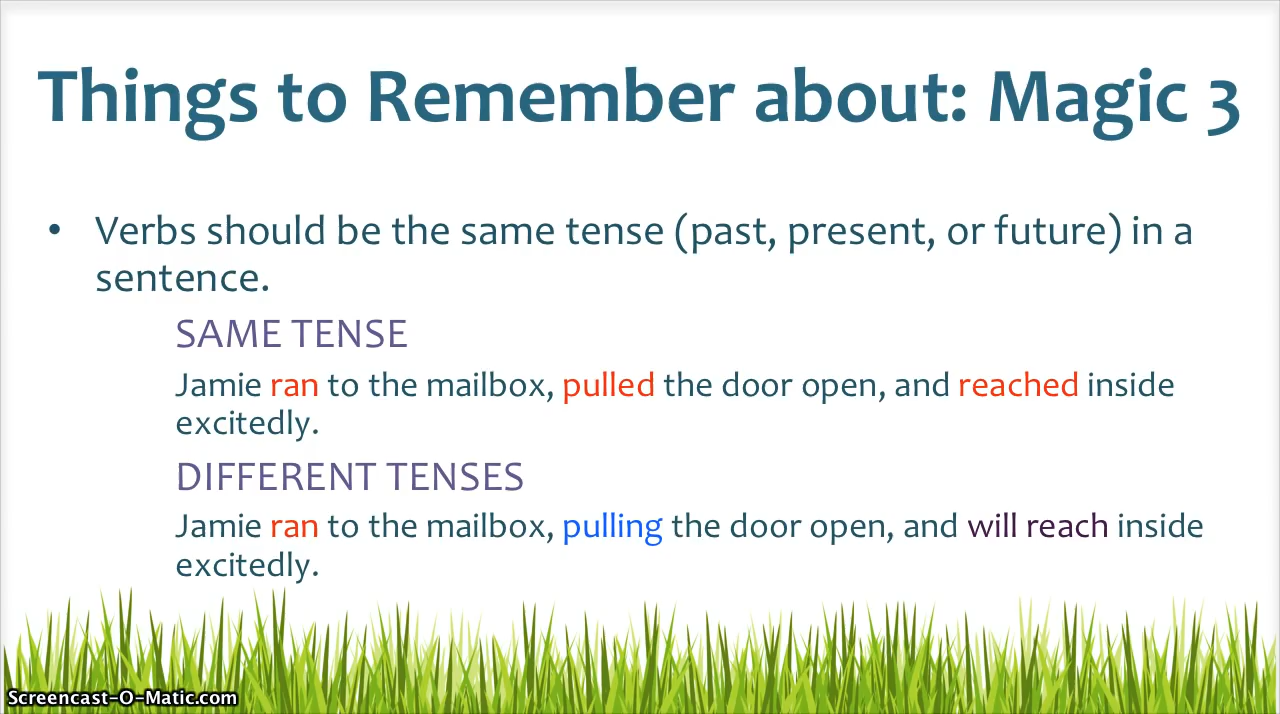 Things to Remember about: Magic 3
• Verbs should be the same tense (past, present, or future) in a
sentence.
SAME TENSE
Jamie ran to the mailbox, pulled the door open, and reached inside
excitedly.
DIFFERENT TENSES
Jamie ran to the mailbox, pulling the door open, and will reach inside
excitedly.
Screencast-O-Matic.com